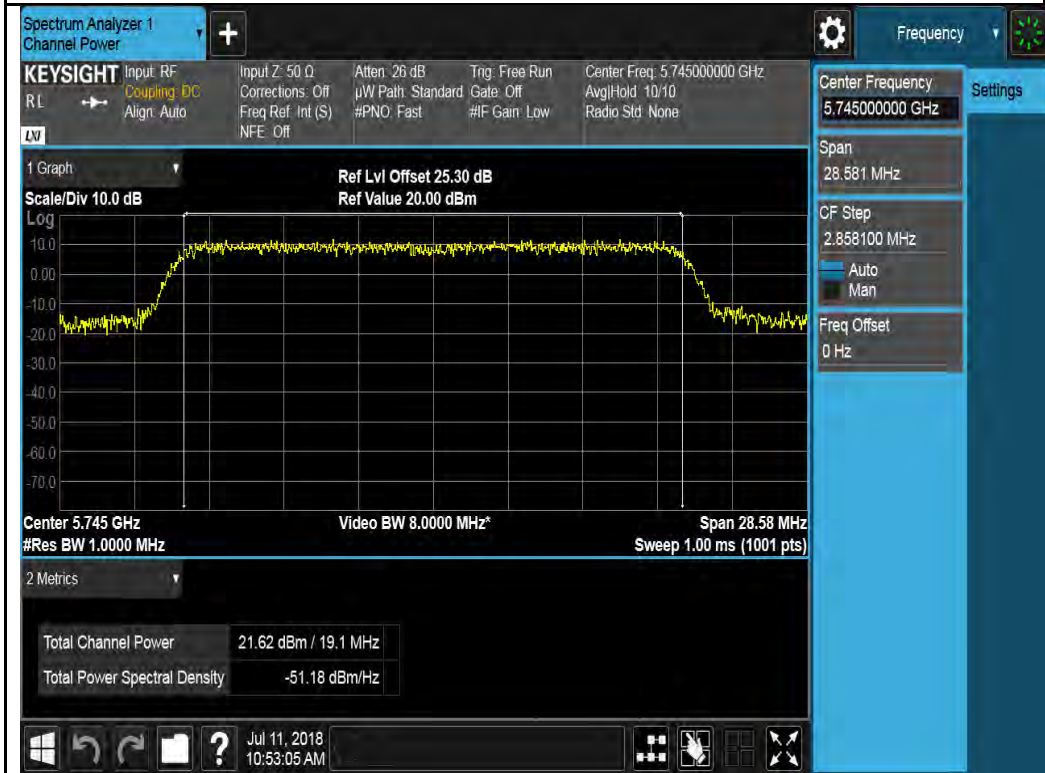 Spectrum Analyzer 1
Channel Power
+
Frequency
KEYSIGHT
RL
LXI
Input: RF
Coupling: DC
Align: Auto
Input Z: 50 Ω
Corrections: Off
Freq Ref: Int (S)
NFE: Off
Atten: 26 dB
µW Path: Standard
#PNO: Fast
Trig: Free Run
Gate: Off
#IF Gain: Low
Center Freq: 5.745000000 GHz
Avg|Hold: 10/10
Radio Std: None
Center Frequency
5.745000000 GHz
Settings
Span
28.581 MHz
CF Step
2.858100 MHz
Auto
Man
Freq Offset
0 Hz
1 Graph
Scale/Div 10.0 dB
Ref Lvl Offset 25.30 dB
Ref Value 20.00 dBm
Log
10.0
0.00
-10.0
-20.0
-30.0
-40.0
-50.0
-60.0
-70.0
Center 5.745 GHz
#Res BW 1.0000 MHz
Video BW 8.0000 MHz*
Span 28.58 MHz
Sweep 1.00 ms (1001 pts)
2 Metrics
Total Channel Power 21.62 dBm / 19.1 MHz
Total Power Spectral Density -51.18 dBm/Hz
?
Jul 11, 2018
10:53:05 AM